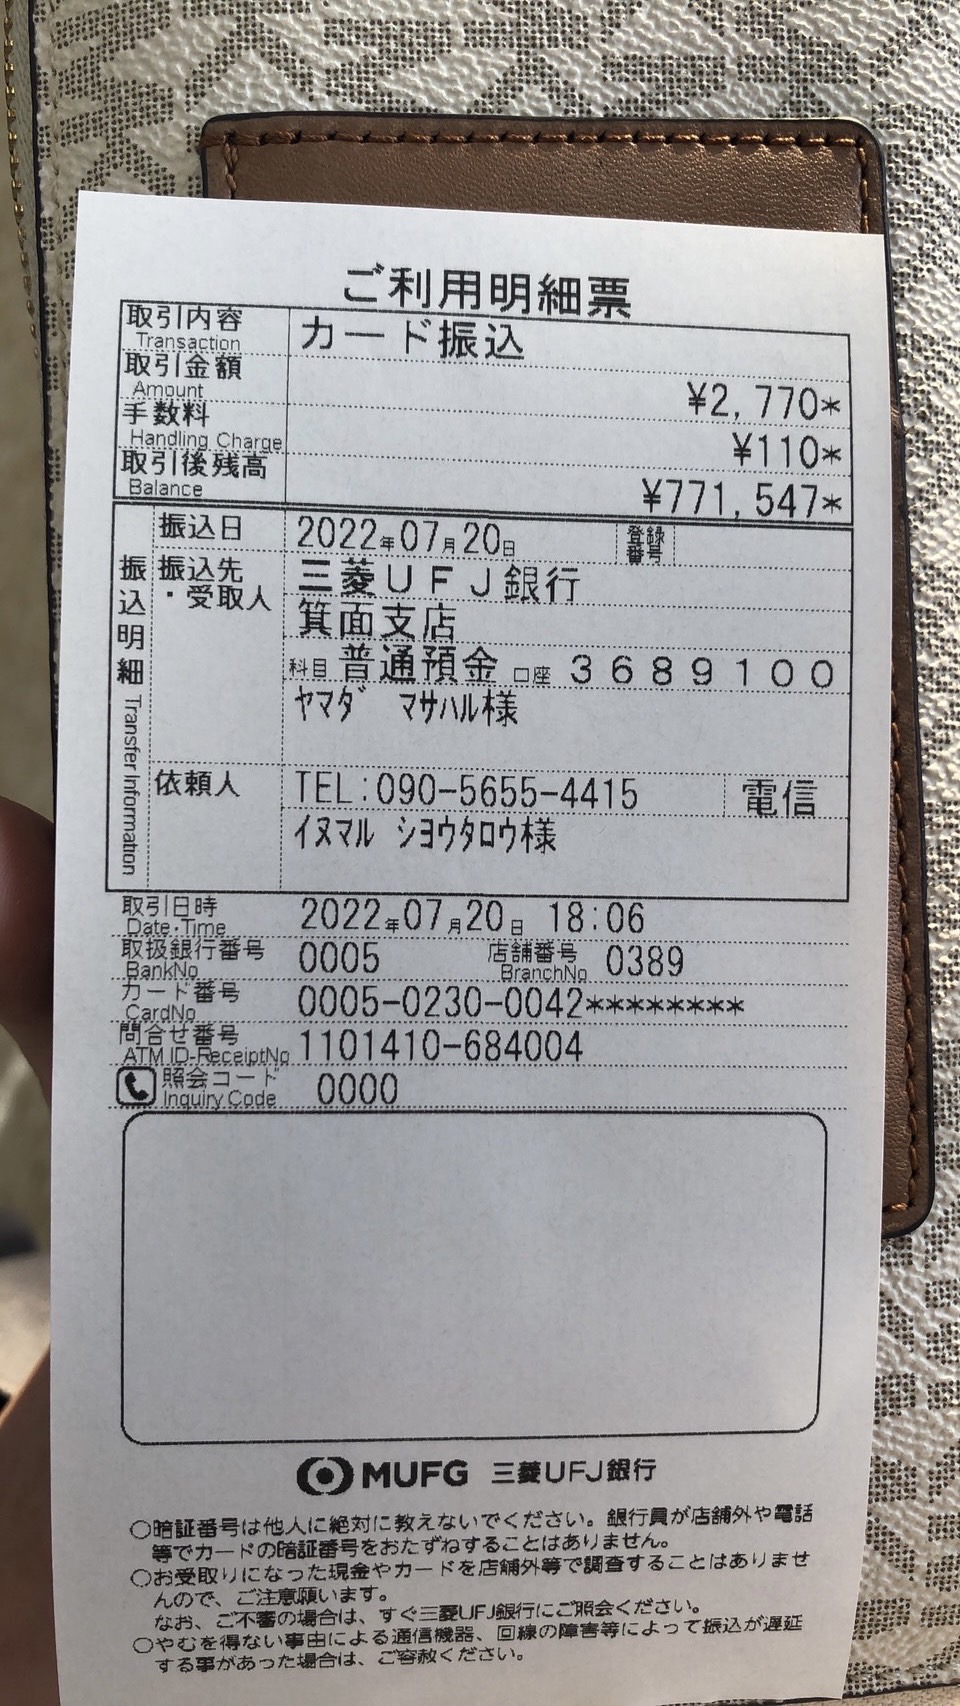 ご利用明細票
取引内容 カード振込
Transaction
取引金額 ¥2,770*
Amount
手数料 ¥110*
Handling Charge
取引後残高 ¥771,547*
Balance
振込明細 Transfer Information
振込日 2022年07月20日 登録番号
振込先・受取人 三菱UFJ銀行
箕面支店
科目 普通預金 口座 3689100
ヤマダ マサハル様
依頼人 TEL:090-5655-4415 電信
イヌマル シヨウタロウ様
取引日時 2022年07月20日 18:06
Date・Time
取扱銀行番号 0005 店舗番号 0389
BankNo BranchNo
カード番号 0005-0230-0042********
CardNo
問合せ番号 1101410-684004
ATM ID-ReceiptNo
照会コード 0000
Inquiry Code
MUFG 三菱UFJ銀行
○暗証番号は他人に絶対に教えないでください。銀行員が店舗外や電話
等でカードの暗証番号をおたずねすることはありません。
○お受取りになった現金やカードを店舗外等で調査することはありませ
んので、ご注意願います。
なお、ご不審の場合は、すぐ三菱UFJ銀行にご照会ください。
○やむを得ない事由による通信機器、回線の障害等によって振込が遅延
する事があった場合は、ご容赦ください。